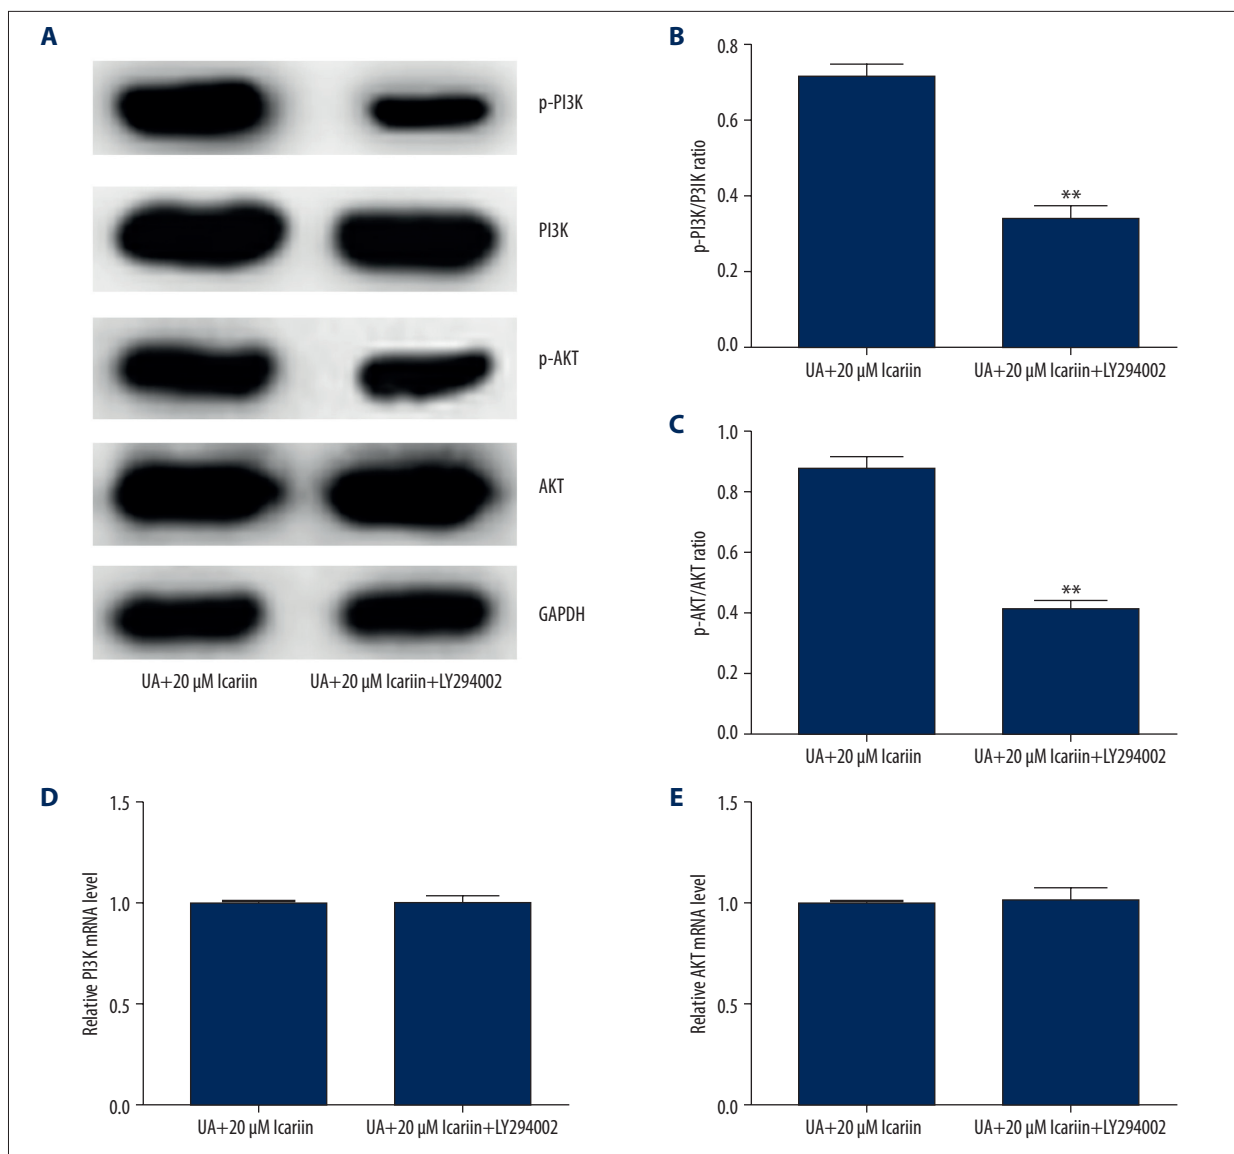 A
p-PI3K
PI3K
p-AKT
AKT
GAPDH
UA+20 μM Icariin UA+20 μM Icariin+LY294002
B
p-PI3K/P3IK ratio
0.8
0.6
0.4
0.2
0.0
**
UA+20 μM Icariin UA+20 μM Icariin+LY294002
C
p-AKT/AKT ratio
1.0
0.8
0.6
0.4
0.2
0.0
**
UA+20 μM Icariin UA+20 μM Icariin+LY294002
D
Relative PI3K mRNA level
1.5
1.0
0.5
0.0
UA+20 μM Icariin UA+20 μM Icariin+LY294002
E
Relative AKT mRNA level
1.5
1.0
0.5
0.0
UA+20 μM Icariin UA+20 μM Icariin+LY294002